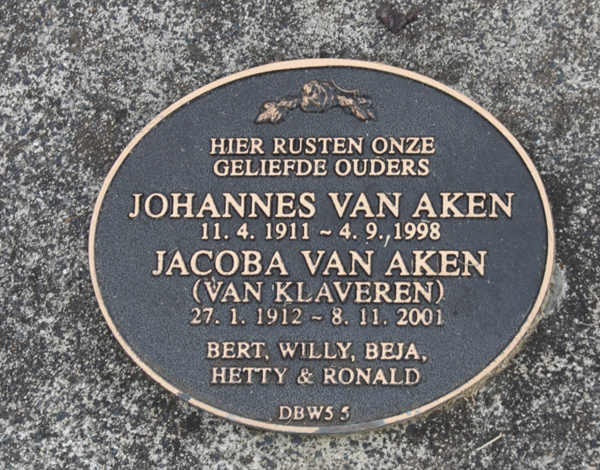 HIER RUSTEN ONZE
GELIEFDE OUDERS
JOHANNES VAN AKEN
11. 4. 1911 ~ 4. 9. 1998
JACOBA VAN AKEN
(VAN KLAVEREN)
27. 1. 1912 ~ 8. 11. 2001
BERT, WILLY, BEJA,
HETTY & RONALD
DBW5 5